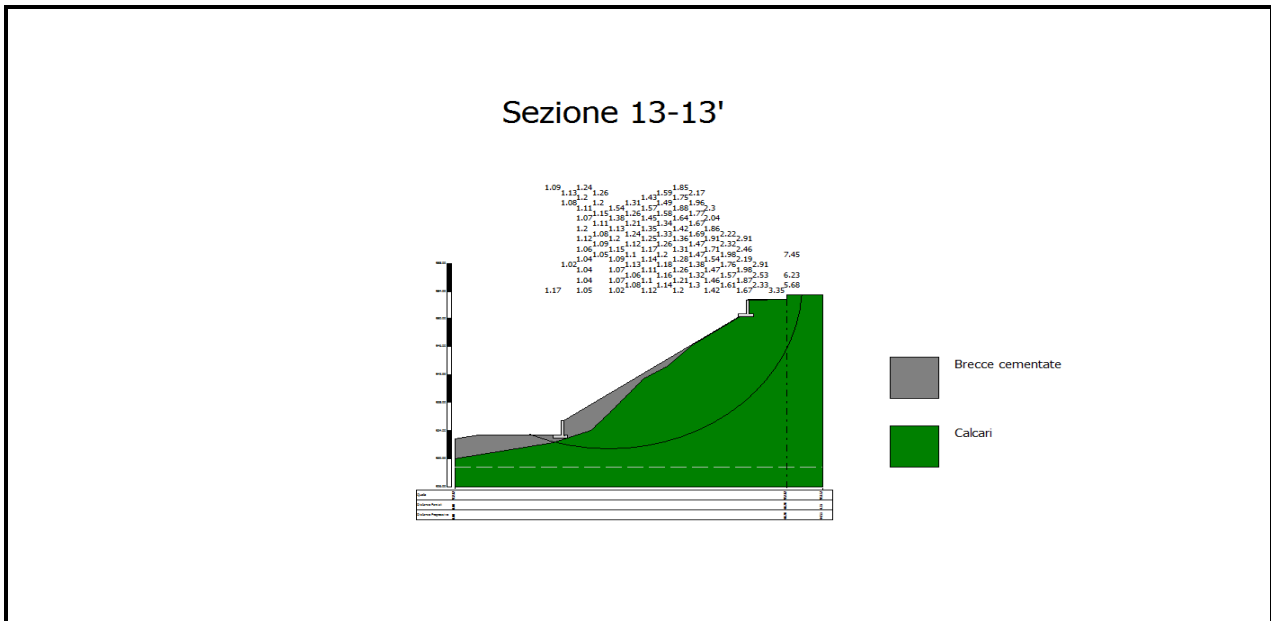 Sezione 13-13'
1.09 1.24 1.85
1.13 1.26 1.59 2.17
1.2 1.43 1.75
1.08 1.2 1.31 1.49 1.96
1.11 1.54 1.57 1.88 2.3
1.15 1.26 1.58 1.77
1.07 1.38 1.45 1.64 2.04
1.11 1.21 1.34 1.67
1.2 1.13 1.35 1.42 1.86
1.08 1.24 1.33 1.69 2.22
1.12 1.2 1.25 1.36 1.91 2.91
1.09 1.12 1.26 1.47 2.32
1.06 1.15 1.17 1.31 1.71 2.46
1.05 1.1 1.2 1.47 1.98 7.45
1.04 1.09 1.14 1.28 1.54 2.19
1.02 1.13 1.18 1.38 1.76 2.91
1.04 1.07 1.11 1.26 1.47 1.98
1.06 1.16 1.32 1.57 2.53 6.23
1.04 1.07 1.1 1.21 1.46 1.87
1.08 1.14 1.3 1.61 2.33 5.68
1.17 1.05 1.02 1.12 1.2 1.42 1.67 3.35
Brecce cementate
Calcari
Quote
Distanze Parziali
Distanze Progressive